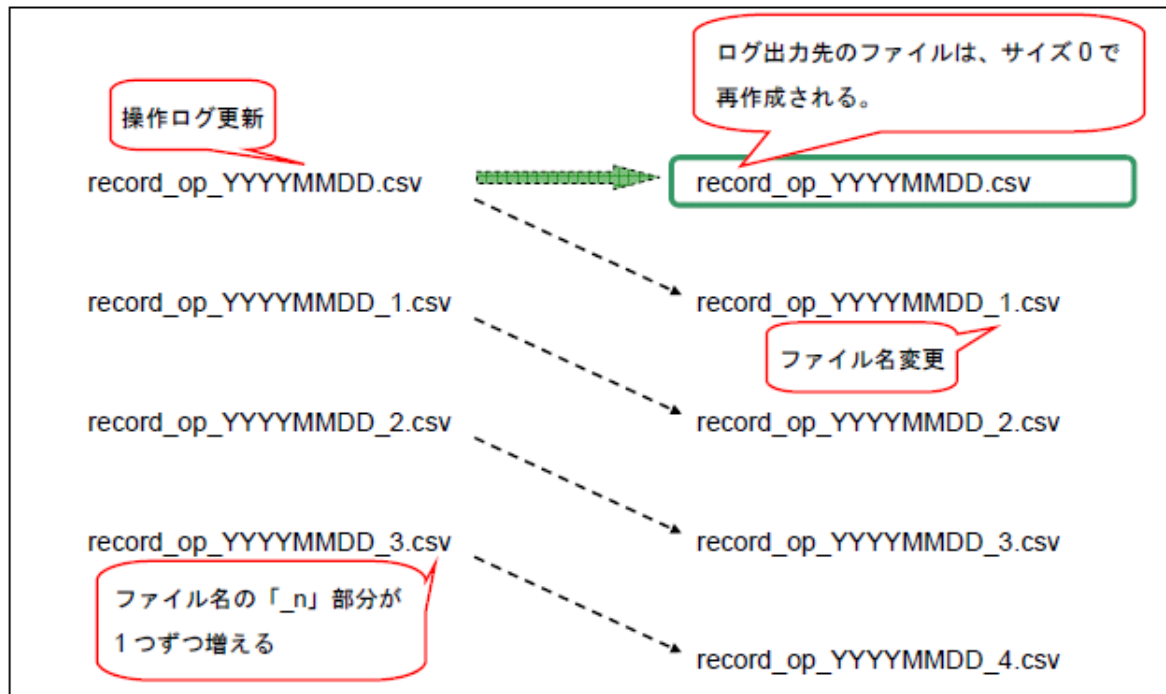 ログ出力先のファイルは、サイズ0で
再作成される。
操作ログ更新
record_op_YYYYMMDD.csv
record_op_YYYYMMDD.csv
record_op_YYYYMMDD_1.csv
record_op_YYYYMMDD_1.csv
ファイル名変更
record_op_YYYYMMDD_2.csv
record_op_YYYYMMDD_2.csv
record_op_YYYYMMDD_3.csv
record_op_YYYYMMDD_3.csv
ファイル名の「_n」部分が
1つずつ増える
record_op_YYYYMMDD_4.csv